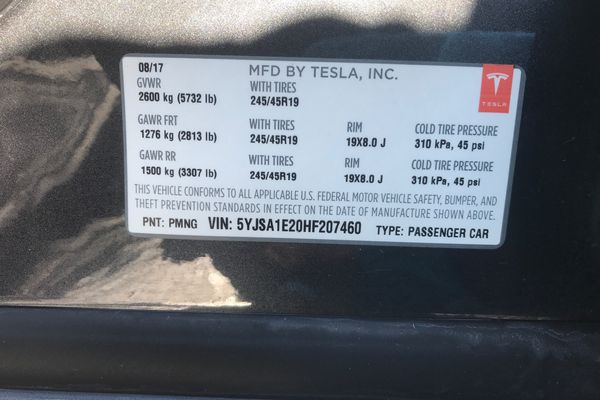 08/17 MFD BY TESLA, INC.
GVWR WITH TIRES
2600 kg (5732 lb) 245/45R19
GAWR FRT WITH TIRES RIM COLD TIRE PRESSURE
1276 kg (2813 lb) 245/45R19 19X8.0 J 310 kPa, 45 psi
GAWR RR WITH TIRES RIM COLD TIRE PRESSURE
1500 kg (3307 lb) 245/45R19 19X8.0 J 310 kPa, 45 psi
THIS VEHICLE CONFORMS TO ALL APPLICABLE U.S. FEDERAL MOTOR VEHICLE SAFETY, BUMPER, AND
THEFT PREVENTION STANDARDS IN EFFECT ON THE DATE OF MANUFACTURE SHOWN ABOVE.
PNT: PMNG VIN: 5YJSA1E20HF207460 TYPE: PASSENGER CAR
TESLA